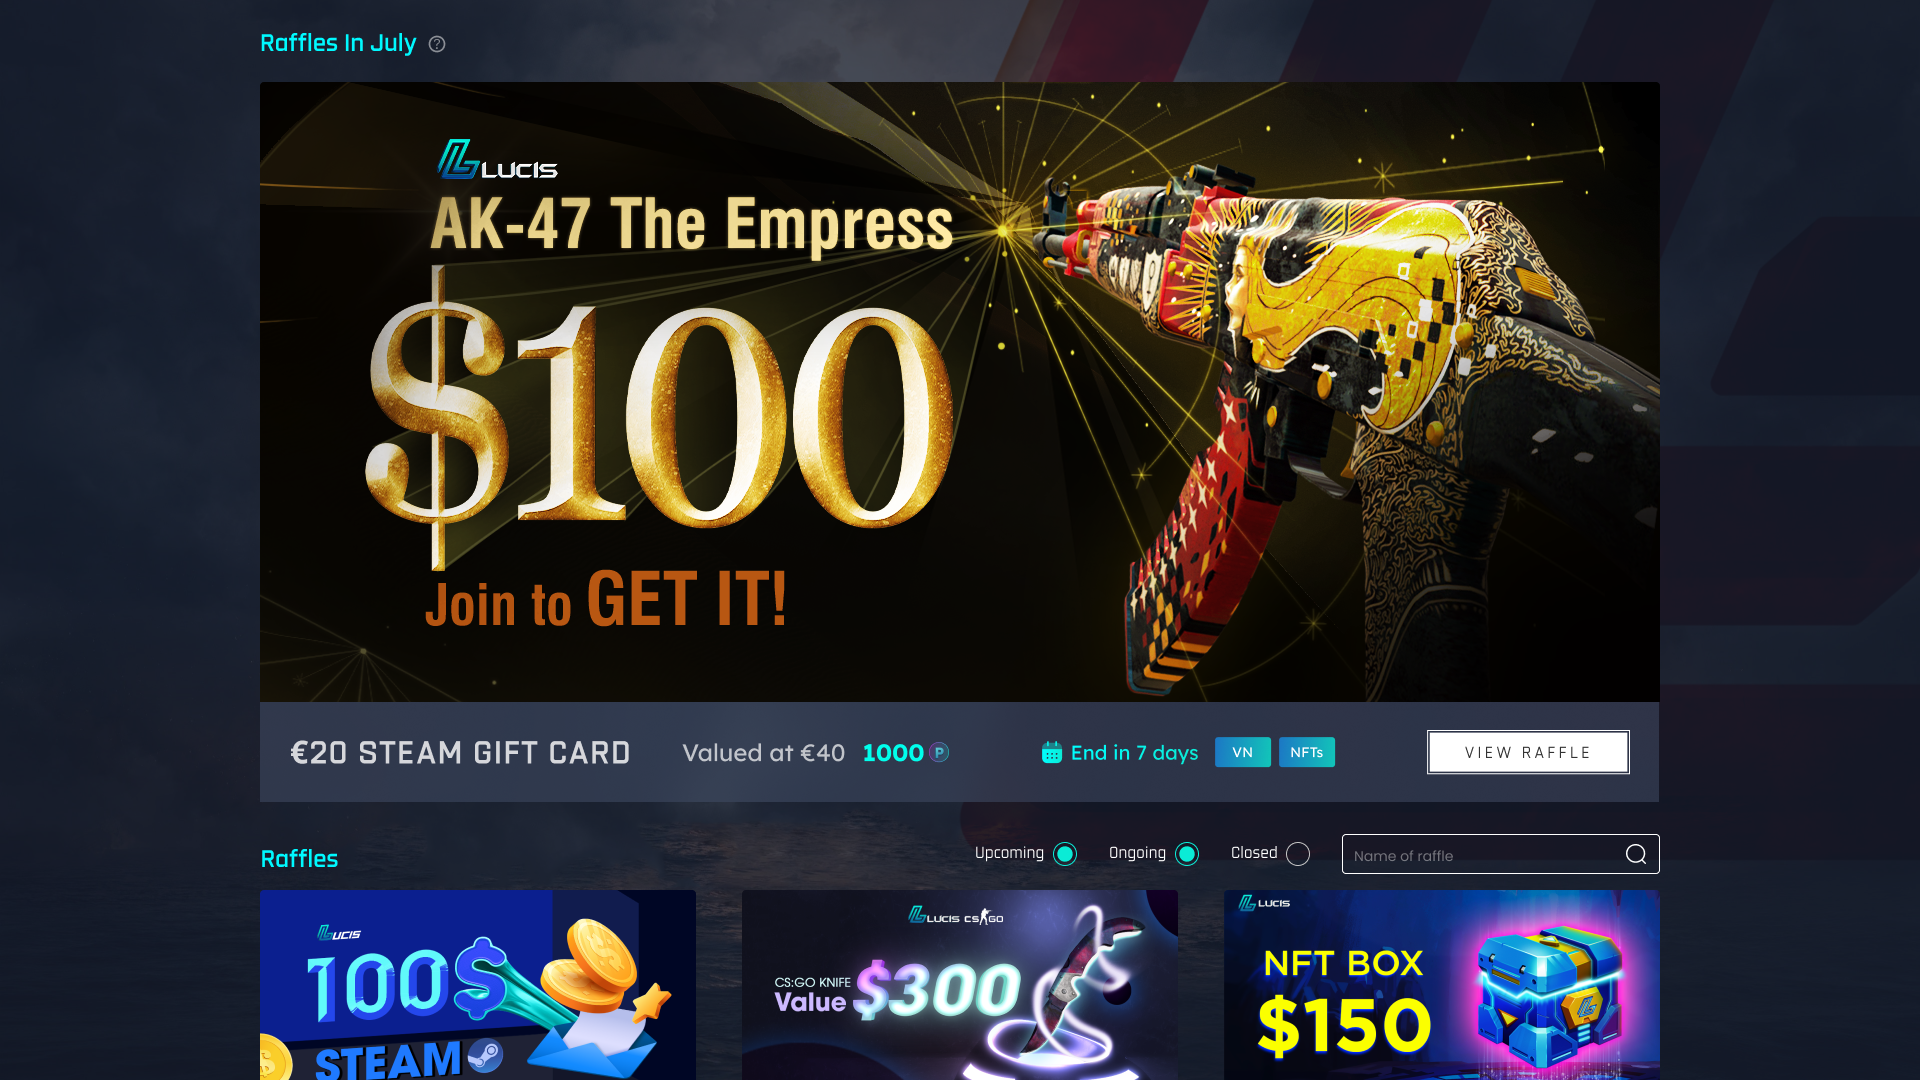 Raffles In July ?
LUCIS
AK-47 The Empress
$100
Join to GET IT!
€20 STEAM GIFT CARD
Valued at €40 1000 P
End in 7 days
VN
NFTs
VIEW RAFFLE
Raffles
Upcoming
Ongoing
Closed
Name of raffle
LUCIS
100$
STEAM
LUCIS CS GO
CS:GO KNIFE
Value $300
LUCIS
NFT BOX
$150